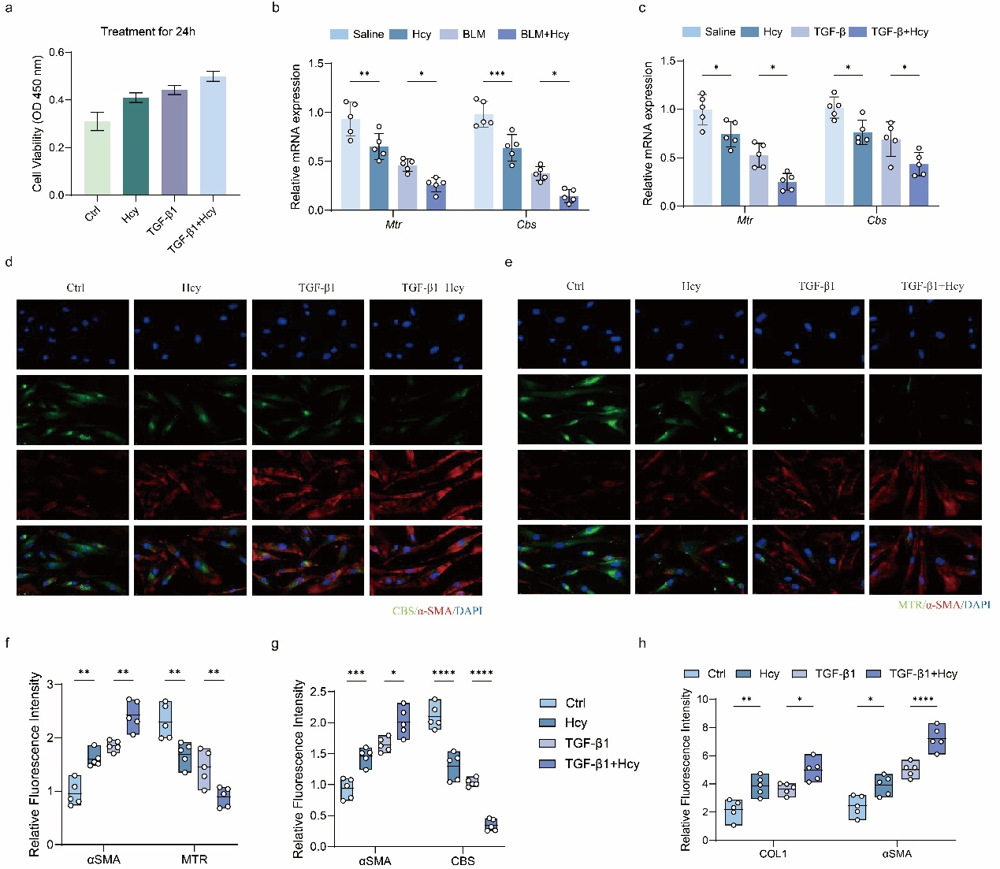 a
Treatment for 24h
Cell Viability (OD 450 nm)
0.6
0.4
0.2
0.0
Ctrl
Hcy
TGF-β1
TGF-β1+Hcy
b
Saline
Hcy
BLM
BLM+Hcy
Relative mRNA expression
1.5
1.0
0.5
0.0
**
*
***
*
Mtr
Cbs
c
Saline
Hcy
TGF-β
TGF-β+Hcy
Relative mRNA expression
1.5
1.0
0.5
0.0
*
*
*
*
Mtr
Cbs
d
Ctrl
Hcy
TGF-β1
TGF-β1 Hcy
CBS/α-SMA/DAPI
e
Ctrl
Hcy
TGF-β1
TGF-β1+Hcy
MTR/α-SMA/DAPI
f
Relative Fluorescence Intensity
3
2
1
0
**
**
**
**
αSMA
MTR
g
Relative Fluorescence Intensity
2.5
2.0
1.5
1.0
0.5
0.0
***
*
****
****
αSMA
CBS
Ctrl
Hcy
TGF-β1
TGF-β1+Hcy
h
Ctrl
Hcy
TGF-β1
TGF-β1+Hcy
Relative Fluorescence Intensity
10
8
6
4
2
0
**
*
*
****
COL1
αSMA